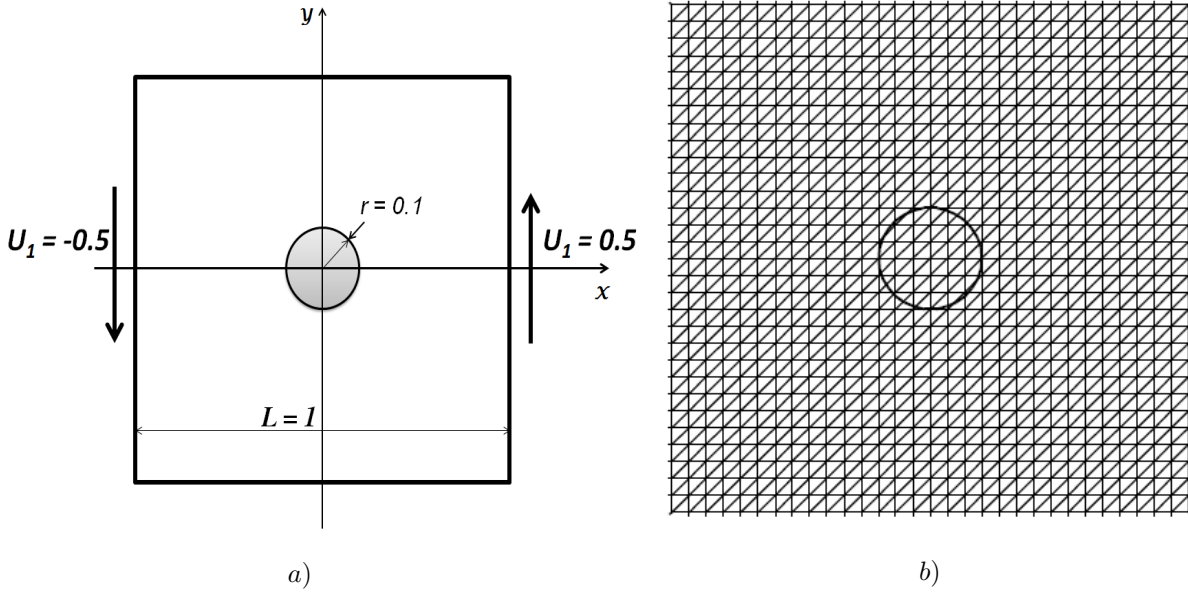 y
r = 0.1
U₁ = -0.5
U₁ = 0.5
x
L = 1
a)
b)